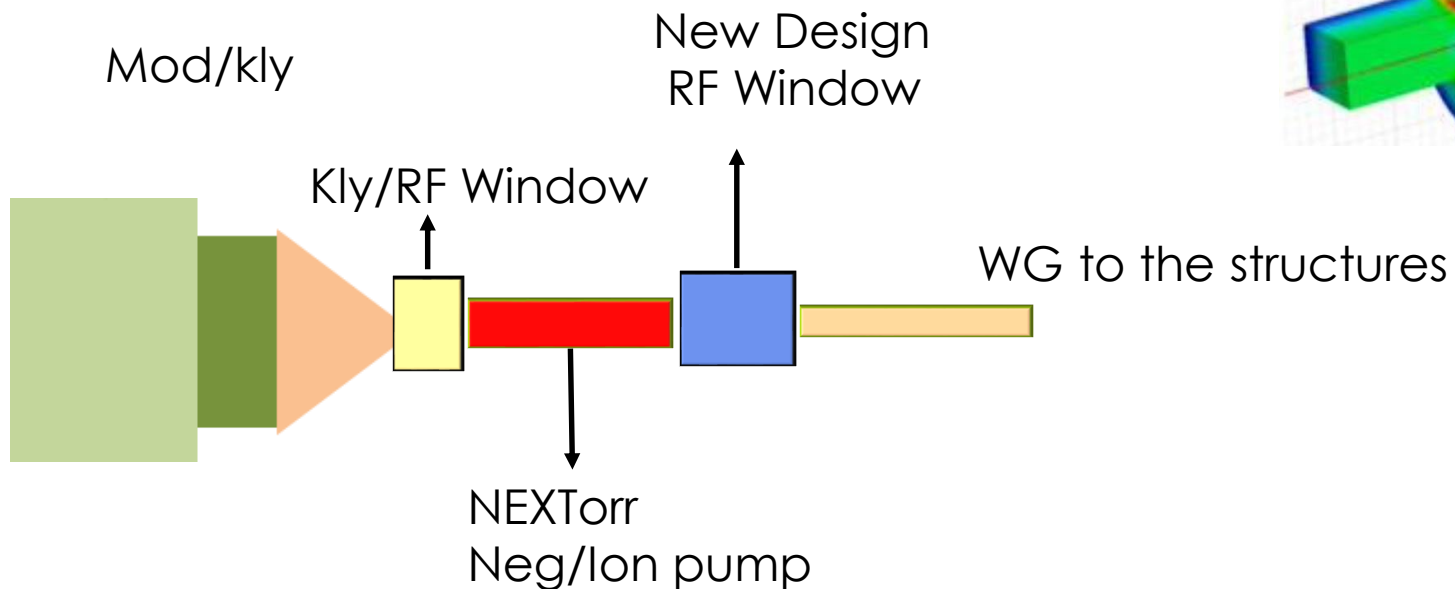 Mod/kly
New Design
RF Window
Kly/RF Window
WG to the structures
NEXTorr
Neg/Ion pump